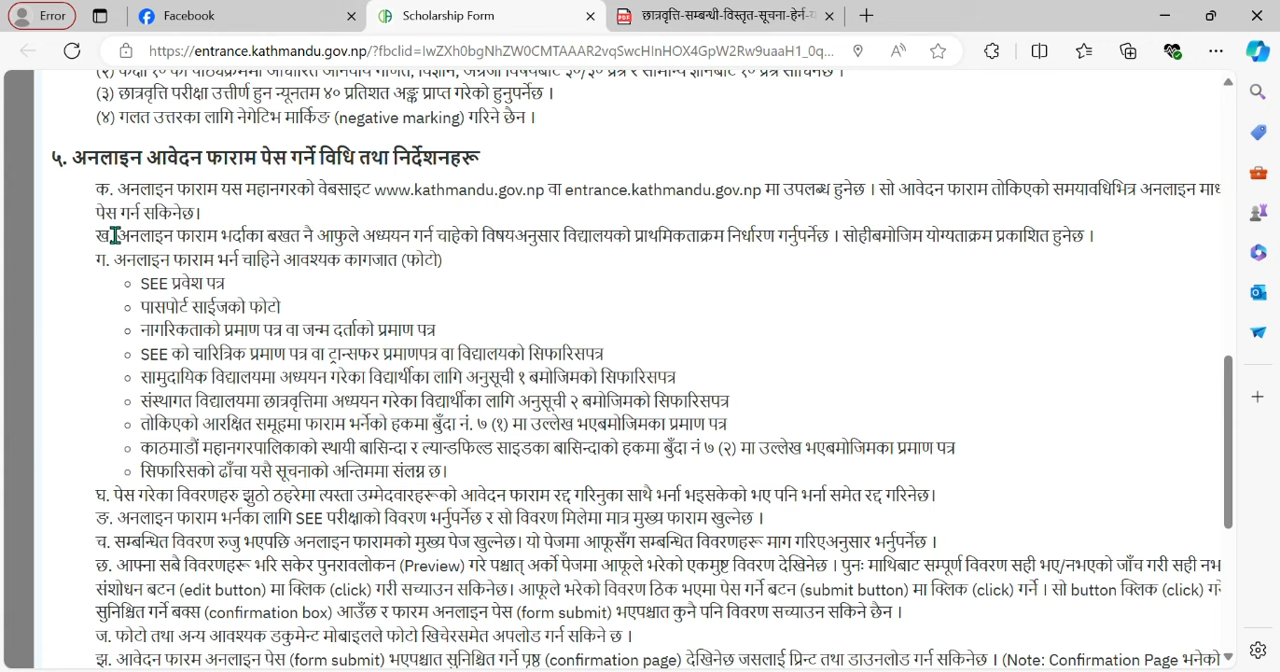 Error
Facebook
Scholarship Form
छात्रवृत्ति-सम्बन्धी-विस्तृत-सूचना-हेर्न-
https://entrance.kathmandu.gov.np/?fbclid=IwZXh0bgNhZW0CMTAAAR2vqSwcHInHOX4GpW2Rw9uaaH1_0q...
(३) छात्रवृत्ति परीक्षा उत्तीर्ण हुन न्यूनतम ४० प्रतिशत अङ्क प्राप्त गरेको हुनुपर्नेछ ।
(४) गलत उत्तरका लागि नेगेटिभ मार्किङ (negative marking) गरिने छैन ।
५. अनलाइन आवेदन फाराम पेस गर्ने विधि तथा निर्देशनहरू
क. अनलाइन फाराम यस महानगरको वेबसाइट www.kathmandu.gov.np वा entrance.kathmandu.gov.np मा उपलब्ध हुनेछ । सो आवेदन फाराम तोकिएको समयावधिभित्र अनलाइन
पेस गर्न सकिनेछ।
ख. अनलाइन फाराम भर्दाका बखत नै आफुले अध्ययन गर्न चाहेको विषयअनुसार विद्यालयको प्राथमिकताक्रम निर्धारण गर्नुपर्नेछ । सोहीबमोजिम योग्यताक्रम प्रकाशित हुनेछ ।
ग. अनलाइन फाराम भर्न चाहिने आवश्यक कागजात (फोटो)
SEE प्रवेश पत्र
पासपोर्ट साईजको फोटो
नागरिकताको प्रमाण पत्र वा जन्म दर्ताको प्रमाण पत्र
SEE को चारित्रिक प्रमाण पत्र वा ट्रान्सफर प्रमाणपत्र वा विद्यालयको सिफारिसपत्र
सामुदायिक विद्यालयमा अध्ययन गरेका विद्यार्थीका लागि अनुसूची १ बमोजिमको सिफारिसपत्र
संस्थागत विद्यालयमा छात्रवृत्तिमा अध्ययन गरेका विद्यार्थीका लागि अनुसूची २ बमोजिमको सिफारिसपत्र
तोकिएको आरक्षित समूहमा फाराम भर्नेको हकमा बुँदा नं. ७ (१) मा उल्लेख भएबमोजिमका प्रमाण पत्र
काठमाडौं महानगरपालिकाको स्थायी बासिन्दा र ल्यान्डफिल्ड साइडका बासिन्दाको हकमा बुँदा नं ७ (२) मा उल्लेख भएबमोजिमका प्रमाण पत्र
सिफारिसको ढाँचा यसै सूचनाको अन्तिममा संलग्न छ।
घ. पेस गरेका विवरणहरु झुठो ठहरेमा त्यस्ता उम्मेदवारहरूको आवेदन फाराम रद्द गरिनुका साथै भर्ना भइसकेको भए पनि भर्ना समेत रद्द गरिनेछ।
ङ. अनलाइन फाराम भर्नका लागि SEE परीक्षाको विवरण भर्नुपर्नेछ र सो विवरण मिलेमा मात्र मुख्य फाराम खुल्नेछ ।
च. सम्बन्धित विवरण रुजु भएपछि अनलाइन फारामको मुख्य पेज खुल्नेछ। यो पेजमा आफूसँग सम्बन्धित विवरणहरू माग गरिएअनुसार भर्नुपर्नेछ ।
छ. आफ्ना सबै विवरणहरू भरि सकेर पुनरावलोकन (Preview) गरे पश्चात् अर्को पेजमा आफूले भरेको एकमुष्ट विवरण देखिनेछ । पुनः माथिबाट सम्पूर्ण विवरण सही भए/नभएको जाँच गरी सही
संशोधन बटन (edit button) मा क्लिक (click) गरी सच्याउन सकिनेछ। आफूले भरेको विवरण ठिक भएमा पेस गर्ने बटन (submit button) मा क्लिक (click) गर्ने । सो button क्लिक (click)
सुनिश्चित गर्ने बक्स (confirmation box) आउँछ र फारम अनलाइन पेस (form submit) भएपश्चात कुनै पनि विवरण सच्याउन सकिने छैन ।
ज. फोटो तथा अन्य आवश्यक डकुमेन्ट मोबाइलले फोटो खिचेरसमेत अपलोड गर्न सकिने छ ।
झ. आवेदन फारम अनलाइन पेस (form submit) भएपश्चात सुनिश्चित गर्ने पृष्ठ (confirmation page) देखिनेछ जसलाई प्रिन्ट तथा डाउनलोड गर्न सकिनेछ । (Note: Confirmation Page भनेको